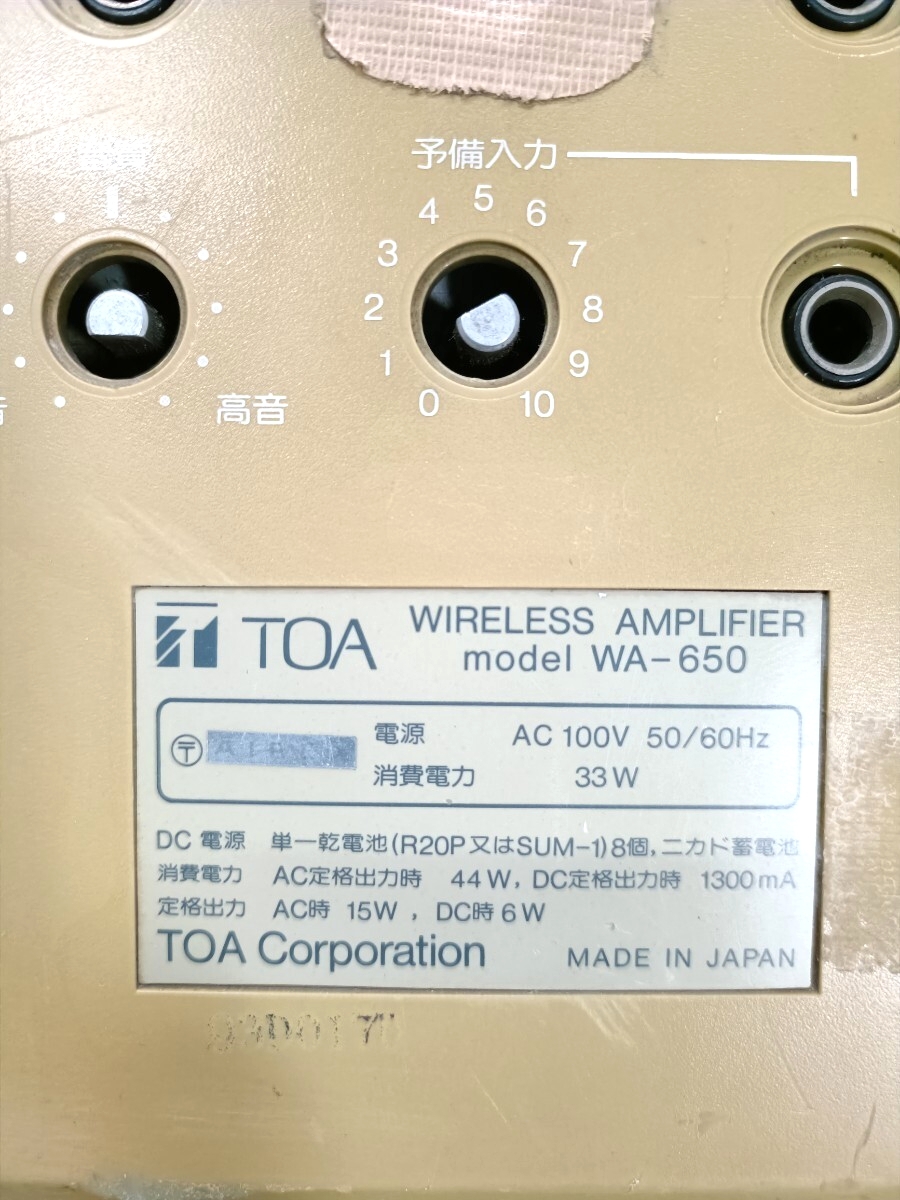 予備入力
0 1 2 3 4 5 6 7 8 9 10
高音
TOA
WIRELESS AMPLIFIER
model WA-650
〒
電源 AC 100V 50/60Hz
消費電力 33W
DC 電源 単一乾電池(R20P又はSUM-1)8個, ニカド蓄電池
消費電力 AC定格出力時 44W, DC定格出力時 1300mA
定格出力 AC時 15W , DC時 6W
TOA Corporation
MADE IN JAPAN